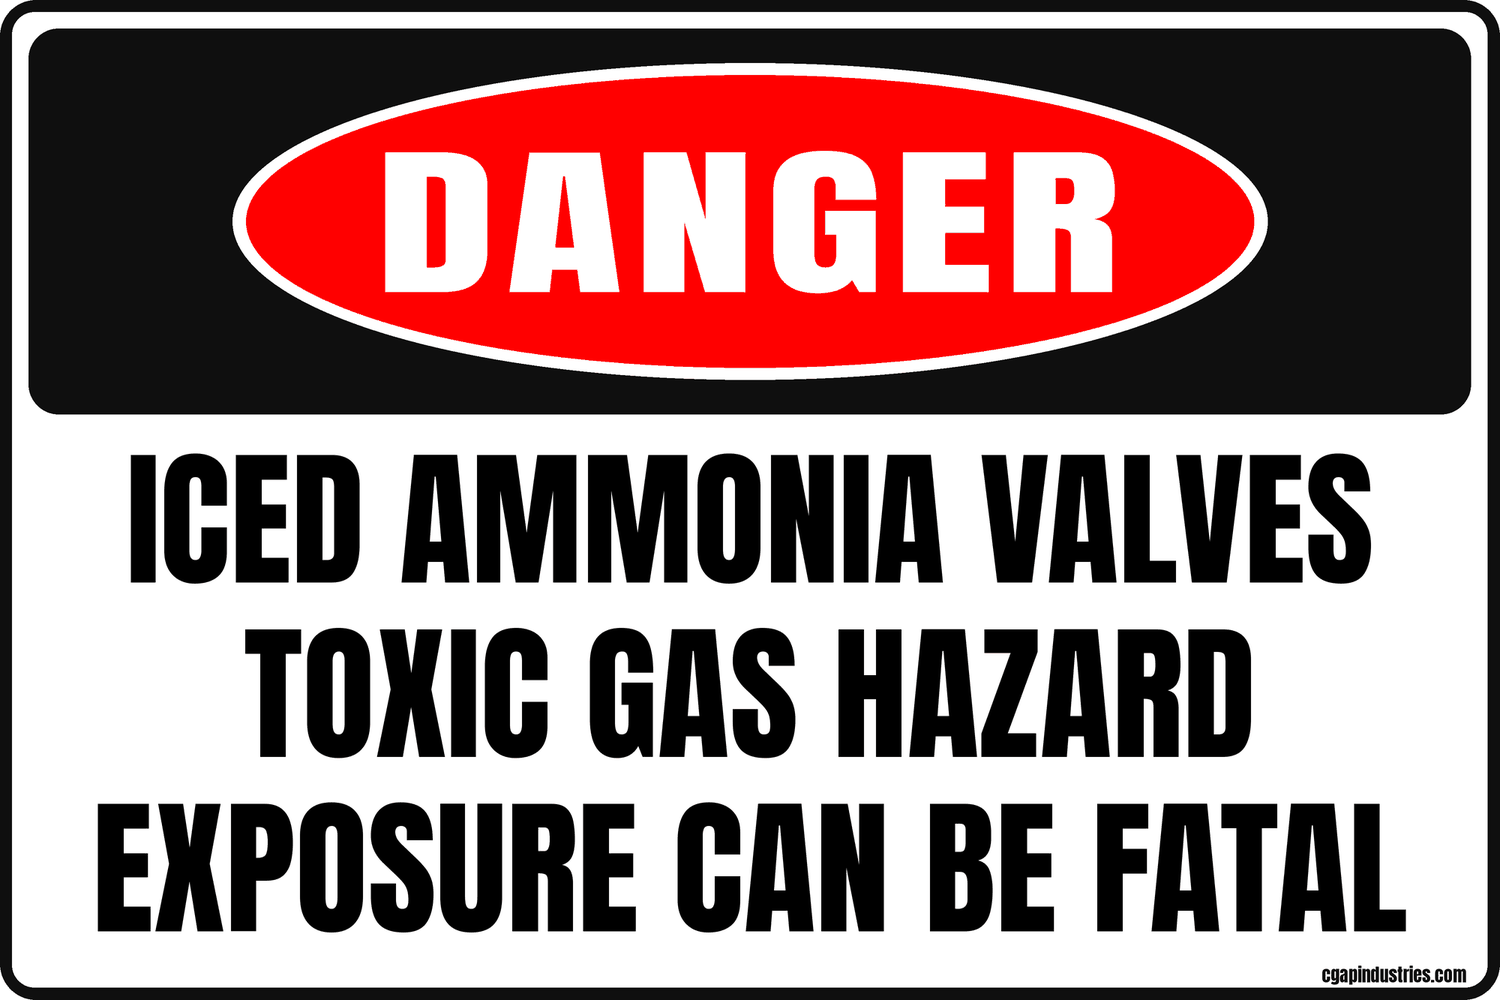 DANGER
ICED AMMONIA VALVES
TOXIC GAS HAZARD
EXPOSURE CAN BE FATAL
cgapindustries.com